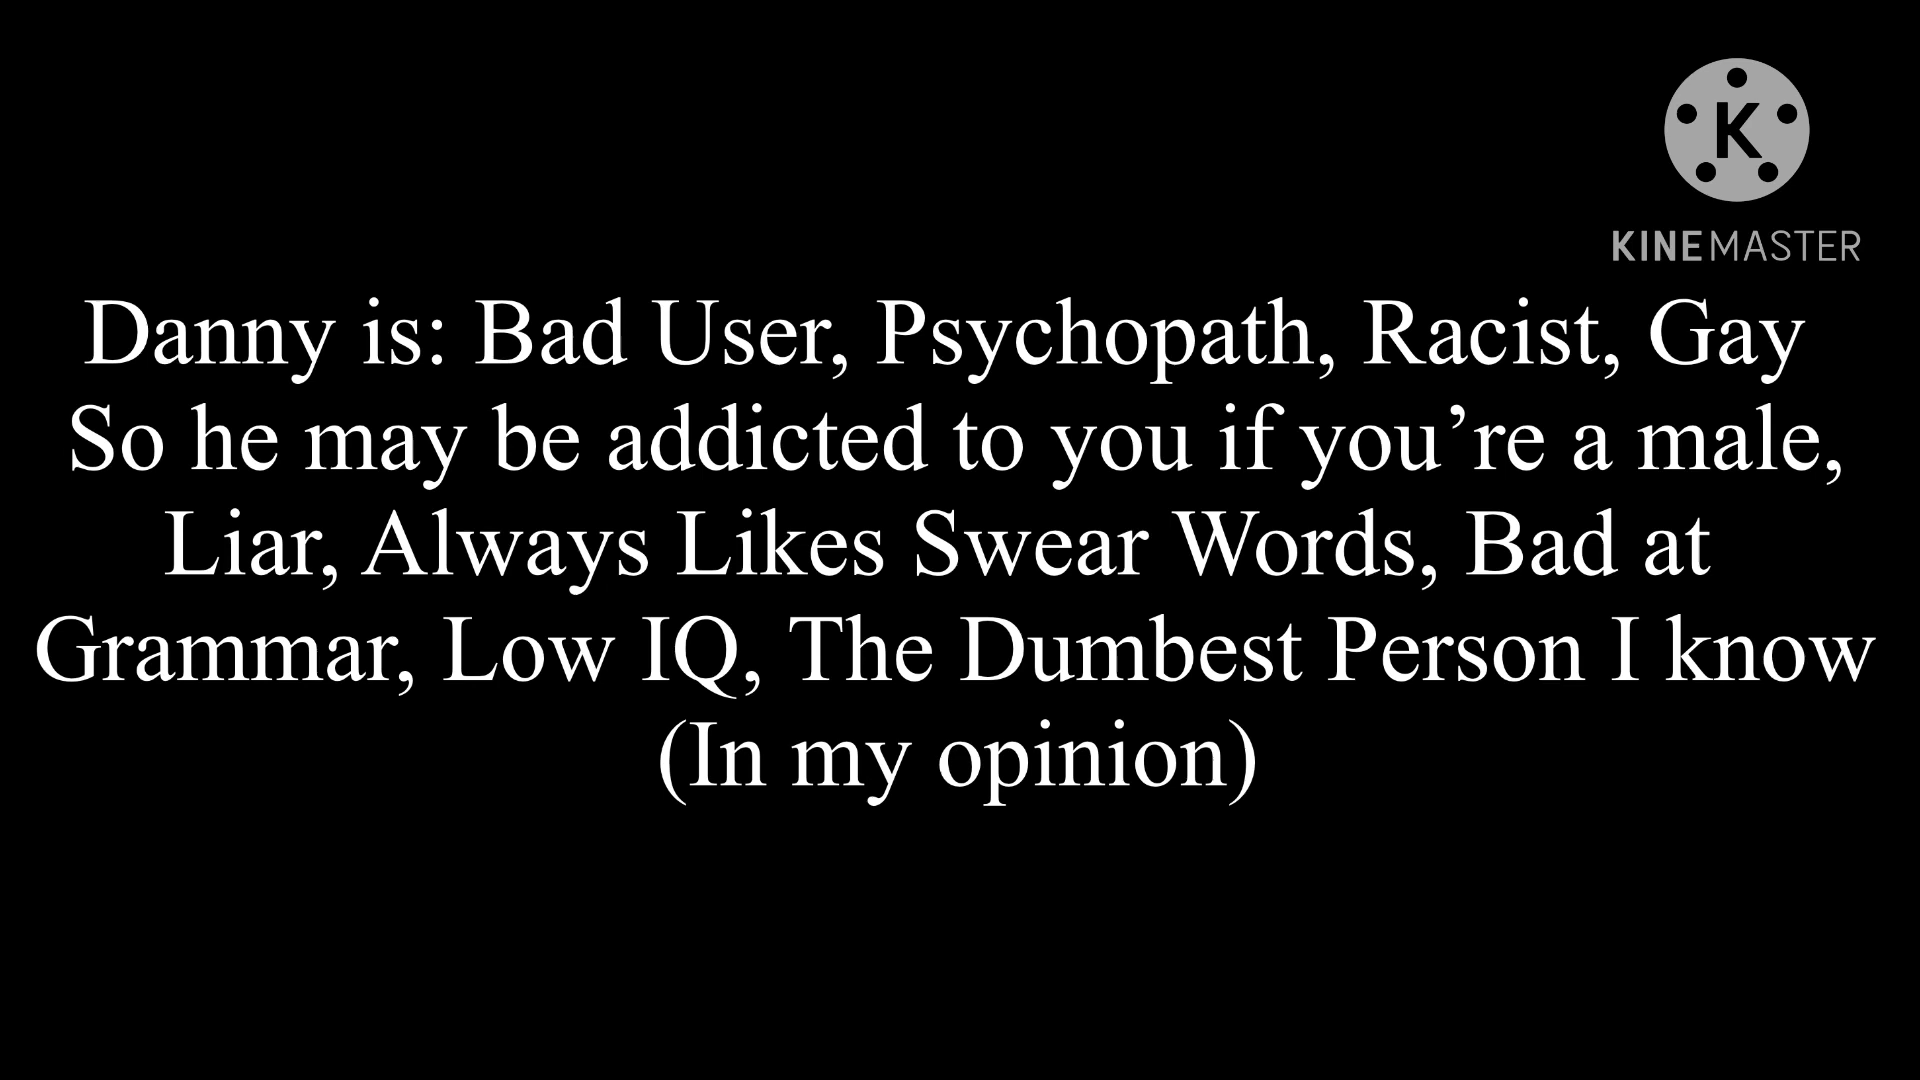 K
KINEMASTER
Danny is: Bad User, Psychopath, Racist, Gay
So he may be addicted to you if you’re a male,
Liar, Always Likes Swear Words, Bad at
Grammar, Low IQ, The Dumbest Person I know
(In my opinion)